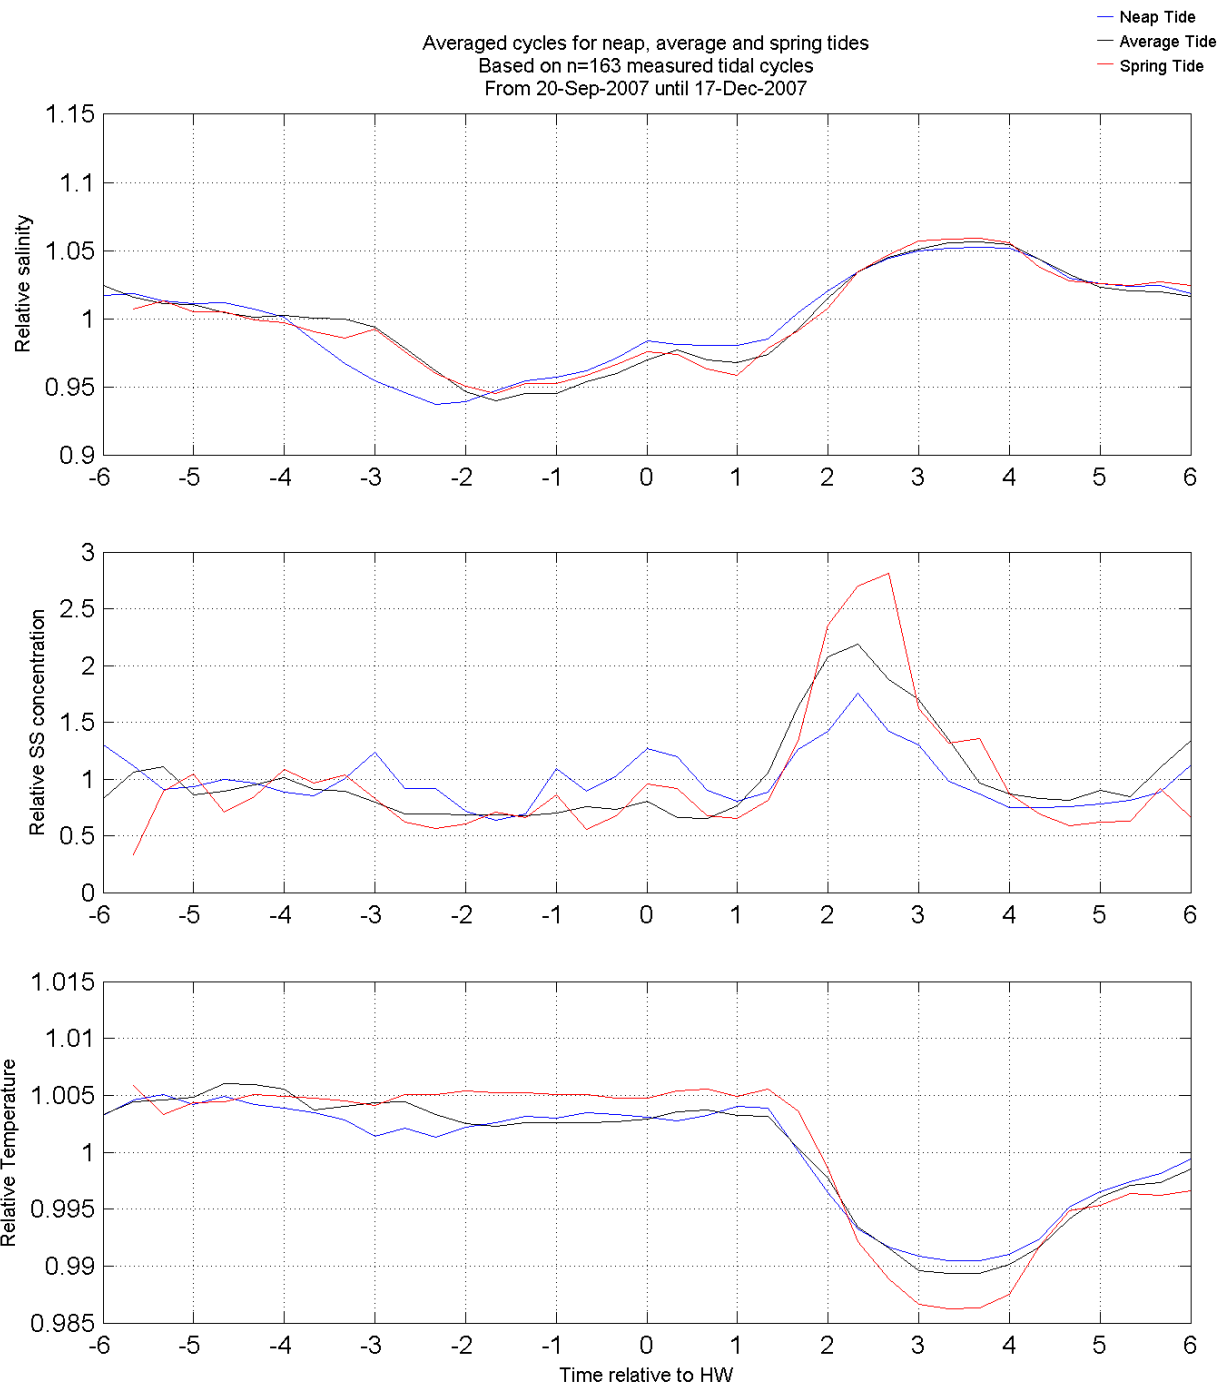 Neap Tide
Average Tide
Spring Tide
Averaged cycles for neap, average and spring tides
Based on n=163 measured tidal cycles
From 20-Sep-2007 until 17-Dec-2007
Relative salinity
1.15
1.1
1.05
1
0.95
0.9
-6 -5 -4 -3 -2 -1 0 1 2 3 4 5 6
Relative SS concentration
3
2.5
2
1.5
1
0.5
0
-6 -5 -4 -3 -2 -1 0 1 2 3 4 5 6
Relative Temperature
1.015
1.01
1.005
1
0.995
0.99
0.985
-6 -5 -4 -3 -2 -1 0 1 2 3 4 5 6
Time relative to HW